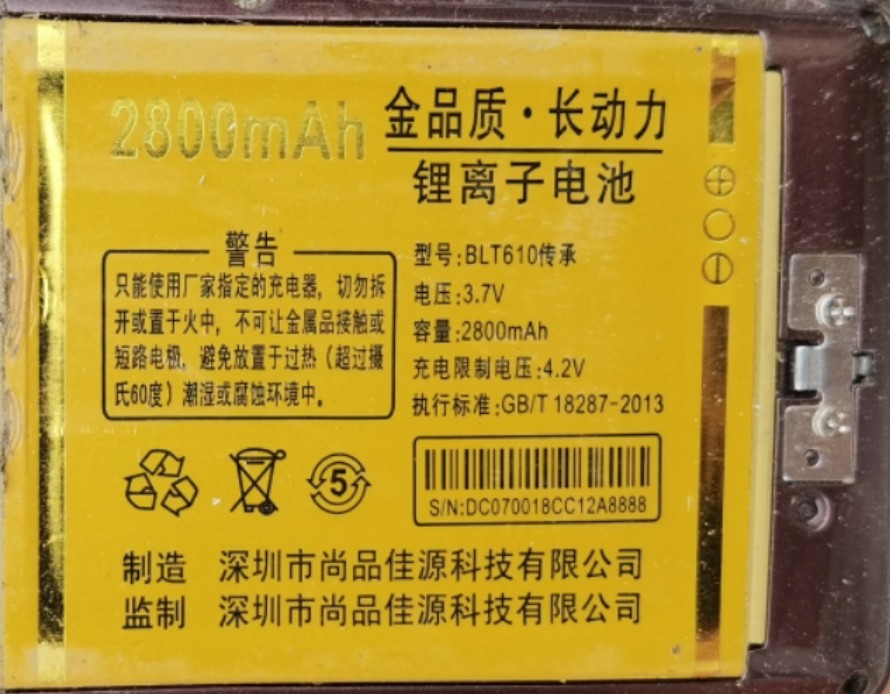 2800mAh
金品质·长动力
锂离子电池
警告
只能使用厂家指定的充电器,切勿拆
开或置于火中,不可让金属品接触或
短路电极,避免放置于过热(超过摄
氏60度)潮湿或腐蚀环境中。
型号:BLT610传承
电压:3.7V
容量:2800mAh
充电限制电压:4.2V
执行标准:GB/T 18287-2013
5
S/N:DC070018CC12A8888
制造 深圳市尚品佳源科技有限公司
监制 深圳市尚品佳源科技有限公司